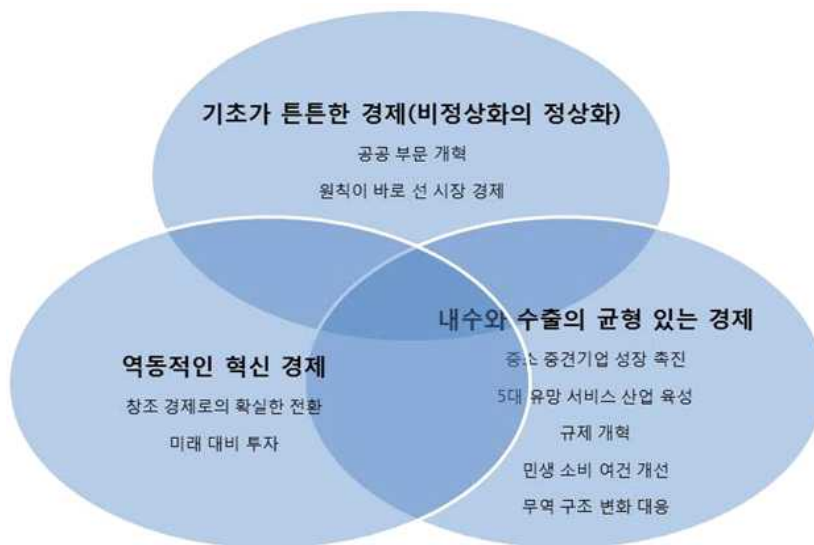 기초가 튼튼한 경제(비정상화의 정상화)
공공 부문 개혁
원칙이 바로 선 시장 경제
역동적인 혁신 경제
창조 경제로의 확실한 전환
미래 대비 투자
내수와 수출의 균형 있는 경제
중소 중견기업 성장 촉진
5대 유망 서비스 산업 육성
규제 개혁
민생 소비 여건 개선
무역 구조 변화 대응